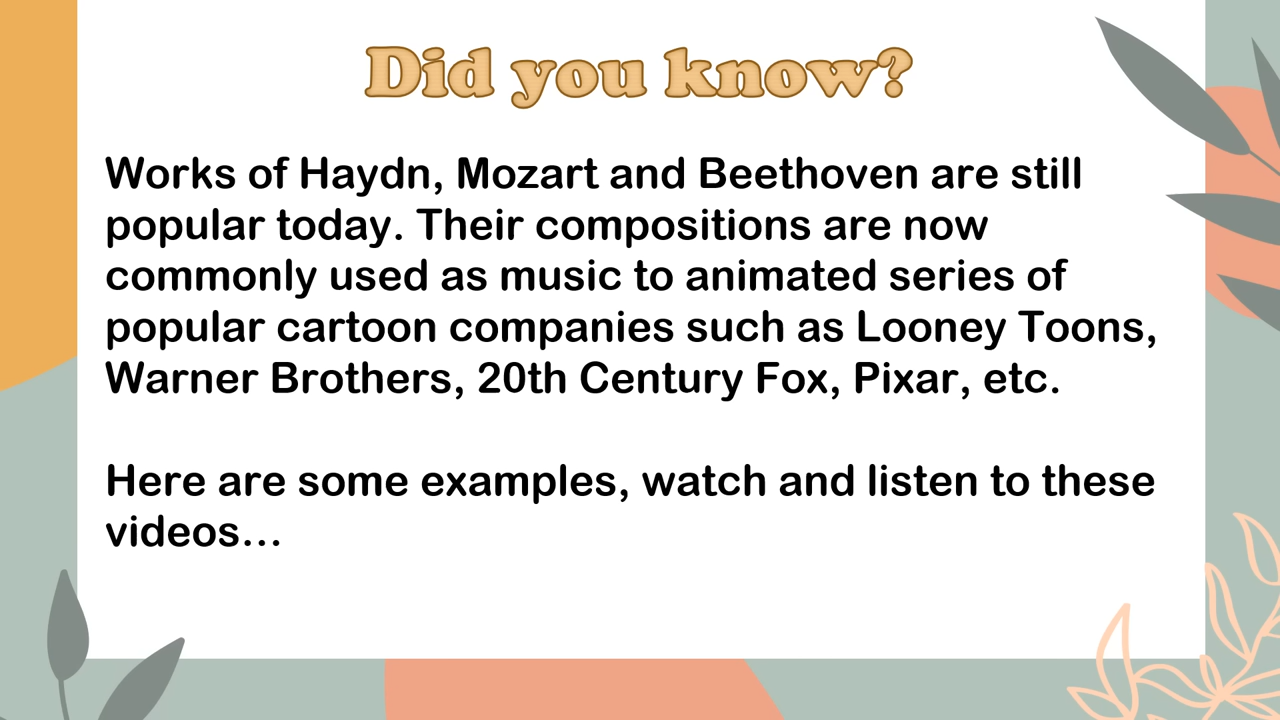 Did you know?
Works of Haydn, Mozart and Beethoven are still
popular today. Their compositions are now
commonly used as music to animated series of
popular cartoon companies such as Looney Toons,
Warner Brothers, 20th Century Fox, Pixar, etc.
Here are some examples, watch and listen to these
videos…